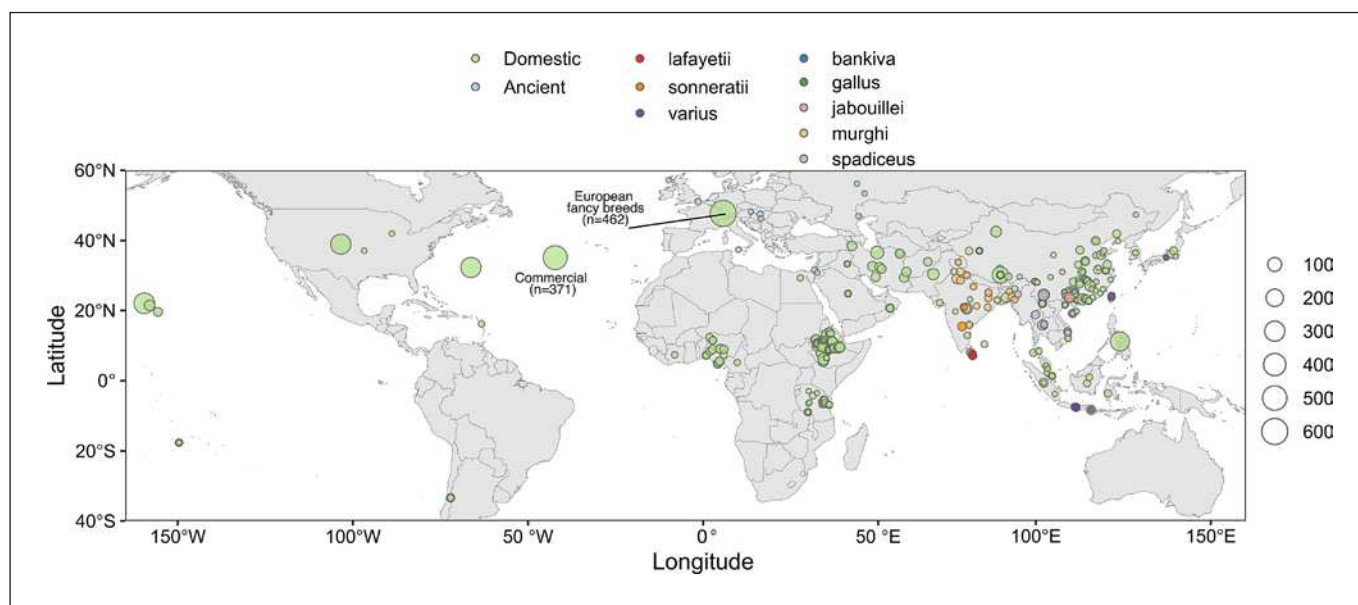 Domestic
Ancient
lafayetii
sonneratii
varius
bankiva
gallus
jabouillei
murghi
spadiceus
60°N
40°N
20°N
0°
20°S
40°S
Latitude
European
fancy breeds
(n=462)
Commercial
(n=371)
150°W
100°W
50°W
0°
50°E
100°E
150°E
Longitude
100
200
300
400
500
600